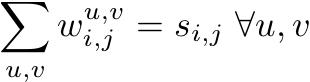 \sum_{u,v} w_{i,j}^{u,v} = s_{i,j} \ \forall u, v